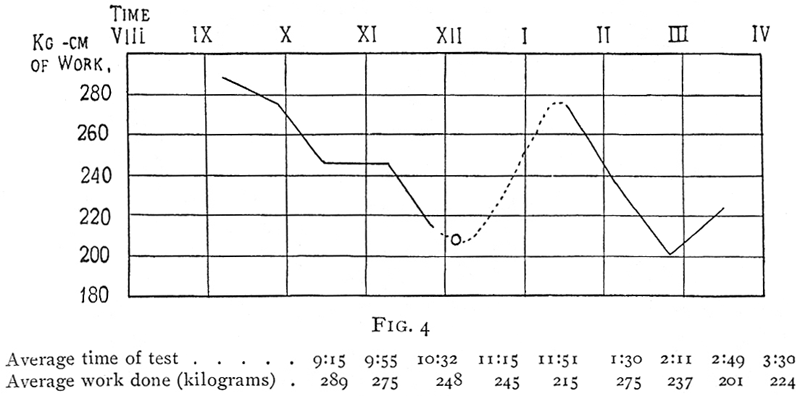 TIME
KG -CM VIII IX X XI XII I II III IV
OF WORK,
280
260
240
220
200
180
FIG. 4
Average time of test . . . . . 9:15 9:55 10:32 11:15 11:51 1:30 2:11 2:49 3:30
Average work done (kilograms) . 289 275 248 245 215 275 237 201 224